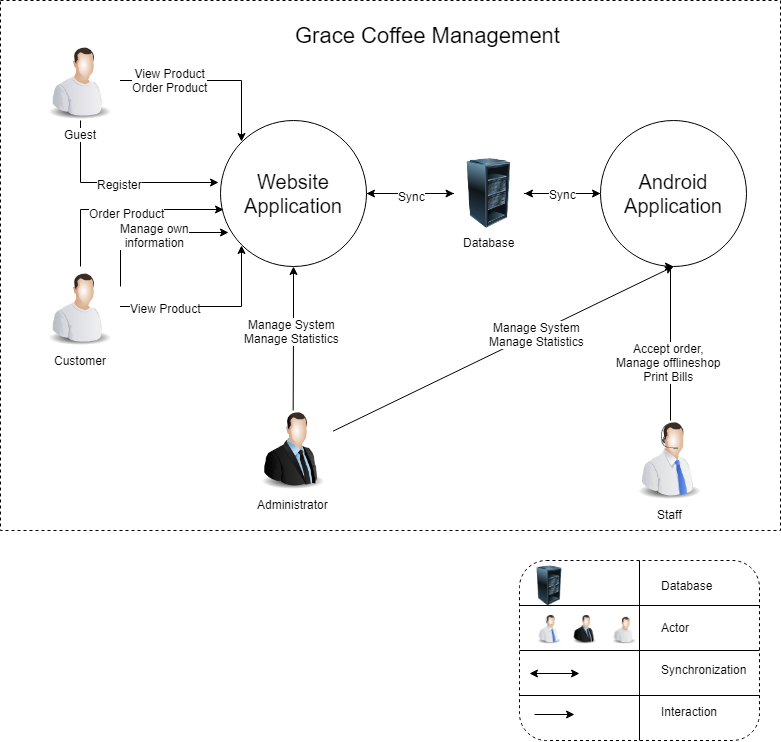 Grace Coffee Management
View Product
Order Product
Guest
Register
Website
Application
Android
Application
Sync
Sync
Database
Order Product
Manage own
information
View Product
Customer
Manage System
Manage Statistics
Manage System
Manage Statistics
Accept order,
Manage offlineshop
Print Bills
Administrator
Staff
Database
Actor
Synchronization
Interaction